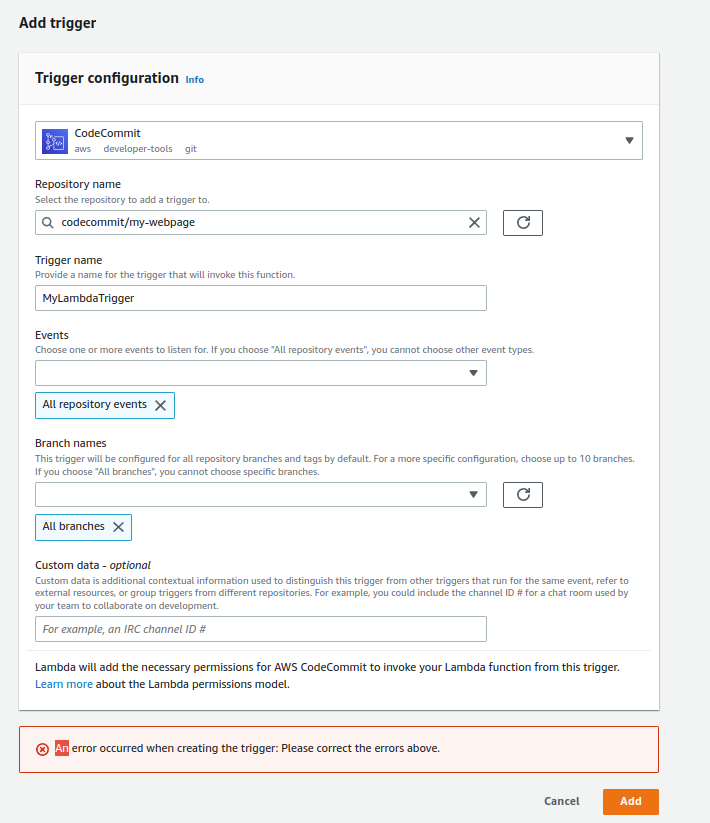 Add trigger
Trigger configuration Info
CodeCommit
aws developer-tools git
Repository name
Select the repository to add a trigger to.
codecommit/my-webpage
Trigger name
Provide a name for the trigger that will invoke this function.
MyLambdaTrigger
Events
Choose one or more events to listen for. If you choose "All repository events", you cannot choose other event types.
All repository events
Branch names
This trigger will be configured for all repository branches and tags by default. For a more specific configuration, choose up to 10 branches.
If you choose "All branches", you cannot choose specific branches.
All branches
Custom data - optional
Custom data is additional contextual information used to distinguish this trigger from other triggers that run for the same event, refer to
external resources, or group triggers from different repositories. For example, you could include the channel ID # for a chat room used by
your team to collaborate on development.
For example, an IRC channel ID #
Lambda will add the necessary permissions for AWS CodeCommit to invoke your Lambda function from this trigger.
Learn more about the Lambda permissions model.
An error occurred when creating the trigger: Please correct the errors above.
Cancel Add